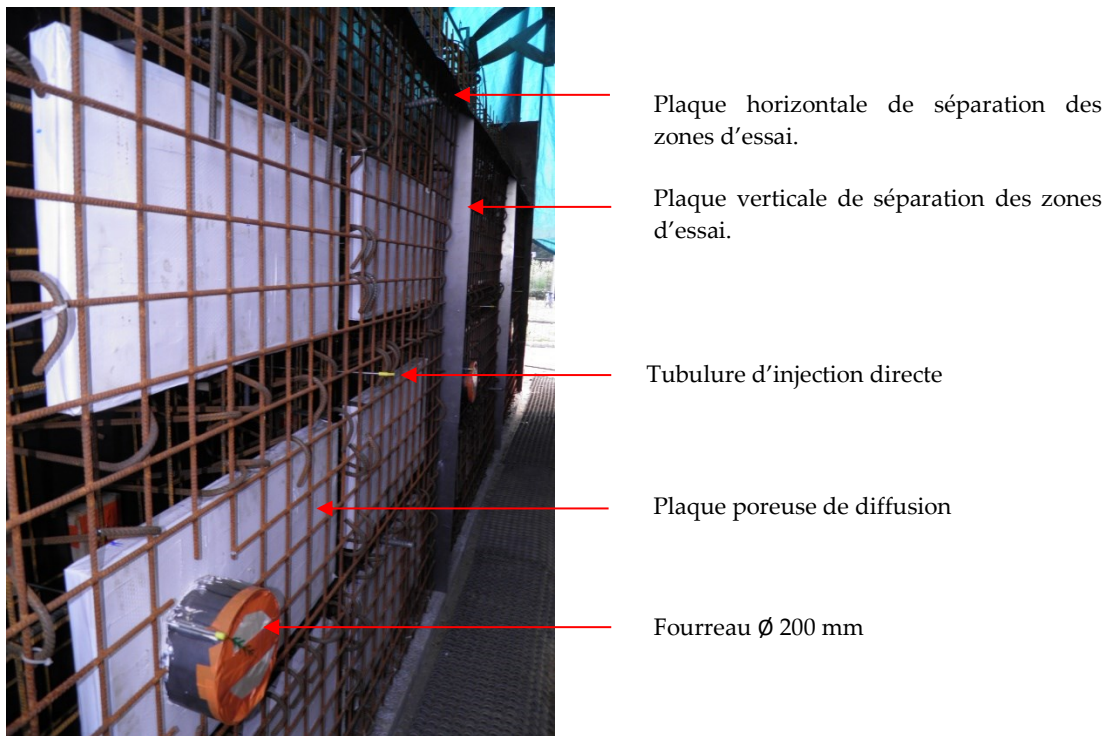 Plaque horizontale de séparation des
zones d'essai.
Plaque verticale de séparation des zones
d'essai.
Tubulure d'injection directe
Plaque poreuse de diffusion
Fourreau Ø 200 mm